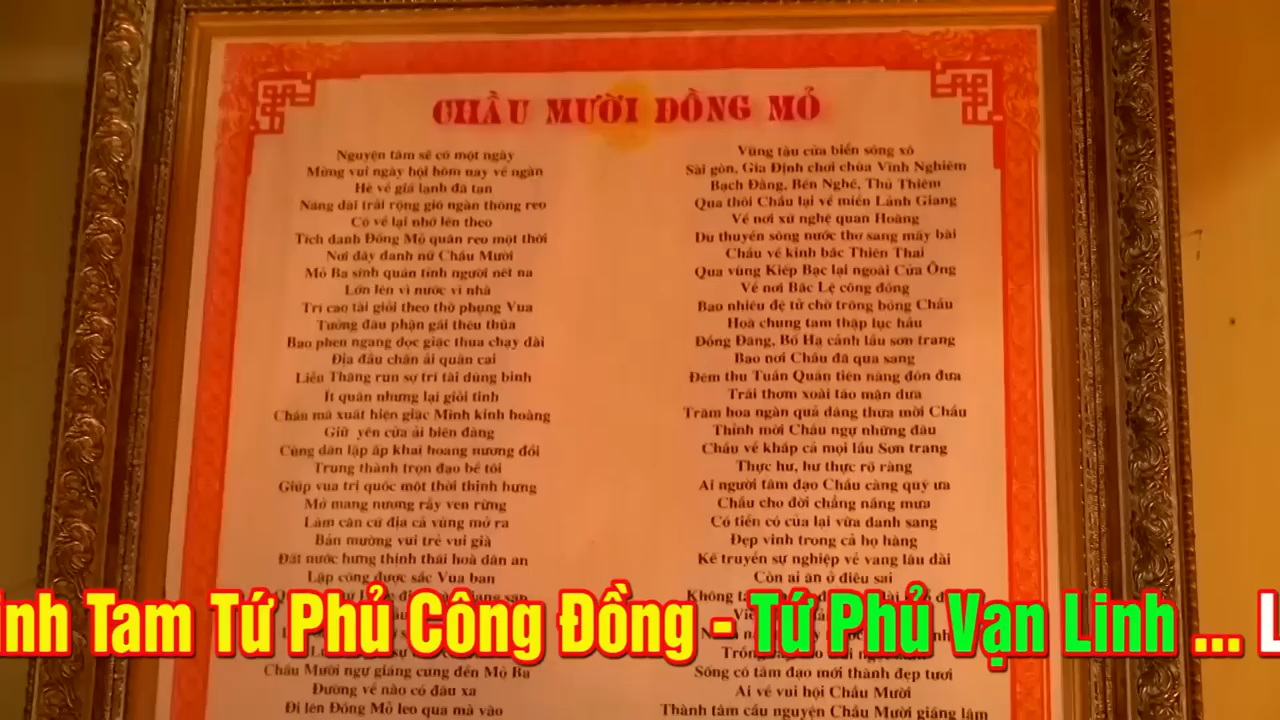 CHẦU MƯỜI ĐỒNG MỎ
Nguyện tâm sẽ có một ngày
Mừng vui ngày hội hôm nay về ngàn
Hè về giá lạnh đã tan
Nắng dài trải rộng gió ngàn thông reo
Cô về lại nhớ lên theo
Tích danh Đồng Mỏ quân reo một thời
Nơi đây danh nữ Chầu Mười
Mỏ Ba sinh quán tính người nết na
Lớn lên vì nước vì nhà
Trí cao tài giỏi theo thờ phụng Vua
Tưởng đâu phận gái thêu thùa
Bao phen ngang dọc giặc thua chạy dài
Địa đầu chân ải quân cai
Liễu Thăng run sợ trí tài dùng binh
Ít quân nhưng lại giỏi tinh
Chầu mà xuất hiện giặc Minh kinh hoàng
Giữ yên cửa ải biên đàng
Cùng dân lập ấp khai hoang nương đồi
Trung thành trọn đạo bề tôi
Giúp vua trị quốc một thời thịnh hưng
Mở mang nương rẫy ven rừng
Làm căn cứ địa cả vùng mở ra
Bản mường vui trẻ vui già
Đất nước hưng thịnh thái hoà dân an
Lập công được sắc Vua ban
Chầu Mười ngự giáng cung đền Mỏ Ba
Đường về nào có đâu xa
Đi lên Đồng Mỏ leo qua mà vào
Vũng tàu cửa biển sóng xô
Sài gòn, Gia Định chơi chùa Vĩnh Nghiêm
Bạch Đằng, Bến Nghé, Thủ Thiêm
Qua thôi Chầu lại về miền Lảnh Giang
Về nơi xứ nghệ quan Hoàng
Du thuyền sông nước thơ sang mấy bài
Chầu về kinh bắc Thiên Thai
Qua vùng Kiếp Bạc lại ngoài Cửa Ông
Về nơi Bắc Lệ công đồng
Bao nhiêu đệ tử chờ trông bóng Chầu
Hoà chung tam thập lục hầu
Đồng Đăng, Bố Hạ cảnh lầu sơn trang
Bao nơi Chầu đã qua sang
Đêm thu Tuần Quán tiên nàng đón đưa
Trái thơm xoài táo mận dưa
Trăm hoa ngàn quả dâng thưa mời Chầu
Thỉnh mời Chầu ngự những đâu
Chầu về khắp cả mọi lầu Sơn trang
Thực hư, hư thực rõ ràng
Ai người tâm đạo Chầu càng quý ưa
Chầu cho đời chẳng nắng mưa
Có tiền có của lại vừa danh sang
Đẹp vinh trong cả họ hàng
Kế truyền sự nghiệp vẻ vang lâu dài
Còn ai ăn ở điêu sai
Sống có tâm đạo mới thành đẹp tươi
Ai về vui hội Chầu Mười
Thành tâm cầu nguyện Chầu Mười giáng lâm
inh Tam Tứ Phủ Công Đồng - Tứ Phủ Vạn Linh ... L